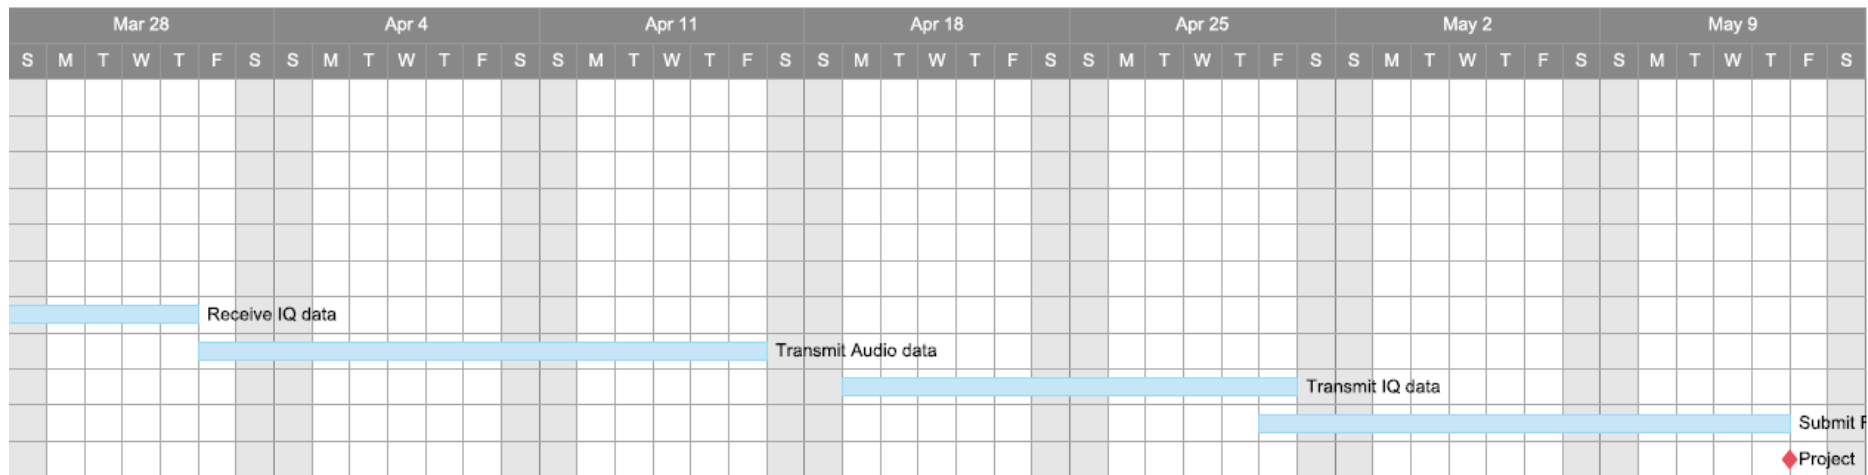 Mar 28 Apr 4 Apr 11 Apr 18 Apr 25 May 2 May 9
S M T W T F S S M T W T F S S M T W T F S S M T W T F S S M T W T F S S M T W T F S S M T W T F S
Receive IQ data
Transmit Audio data
Transmit IQ data
Submit
Project